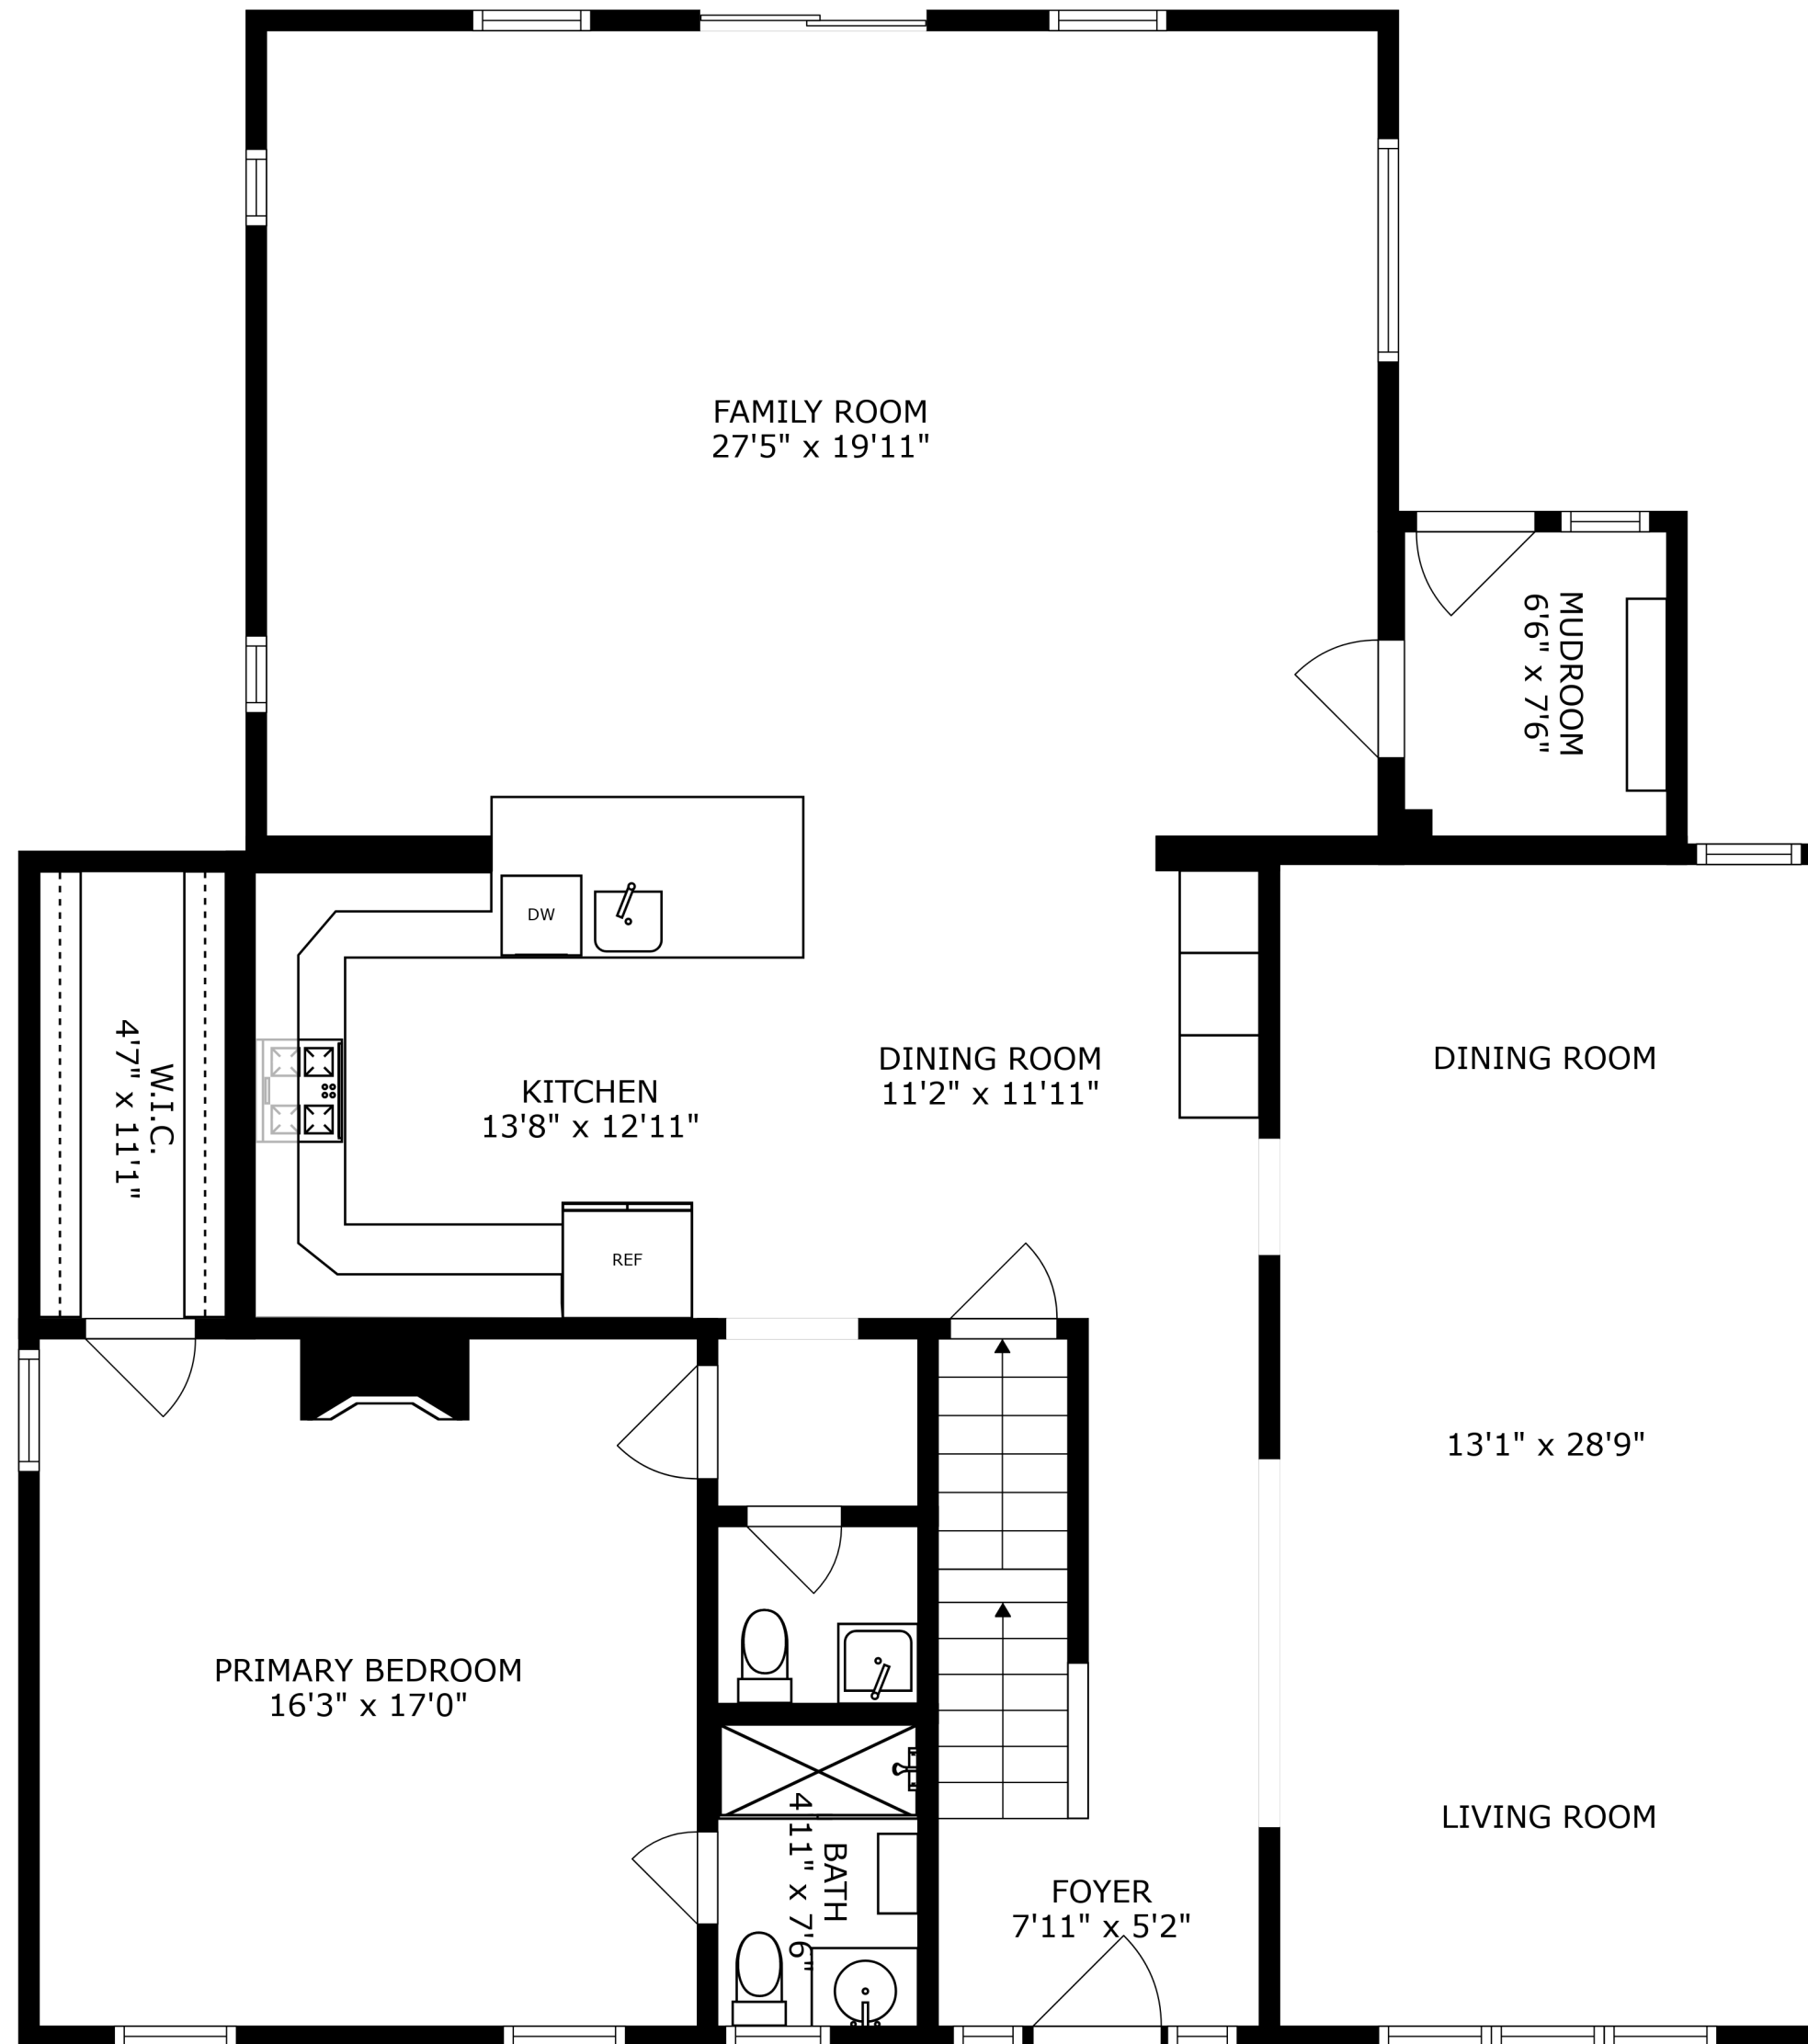 FAMILY ROOM
27'5" x 19'11"
MUDROOM
6'6" x 7'6"
DW
W.I.C.
4'7" x 11'1"
KITCHEN
13'8" x 12'11"
DINING ROOM
11'2" x 11'11"
DINING ROOM
REF
13'1" x 28'9"
PRIMARY BEDROOM
16'3" x 17'0"
LIVING ROOM
BATH
4'11" x 7'6"
FOYER
7'11" x 5'2"